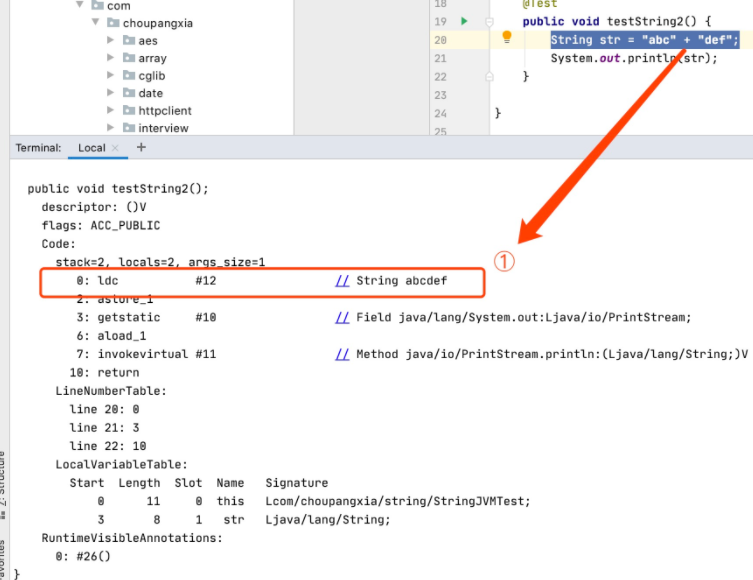 com
choupangxia
aes
array
cglib
date
httpclient
interview
18 @Test
19 public void testString2() {
20 String str = "abc" + "def";
21 System.out.println(str);
22 }
23
24 }
25
Terminal: Local × +
public void testString2();
descriptor: ()V
flags: ACC_PUBLIC
Code:
stack=2, locals=2, args_size=1
0: ldc #12 // String abcdef
2: astore_1
3: getstatic #10 // Field java/lang/System.out:Ljava/io/PrintStream;
6: aload_1
7: invokevirtual #11 // Method java/io/PrintStream.println:(Ljava/lang/String;)V
10: return
LineNumberTable:
line 20: 0
line 21: 3
line 22: 10
LocalVariableTable:
Start Length Slot Name Signature
0 11 0 this Lcom/choupangxia/string/StringJVMTest;
3 8 1 str Ljava/lang/String;
RuntimeVisibleAnnotations:
0: #26()
}
①
Z: Structure